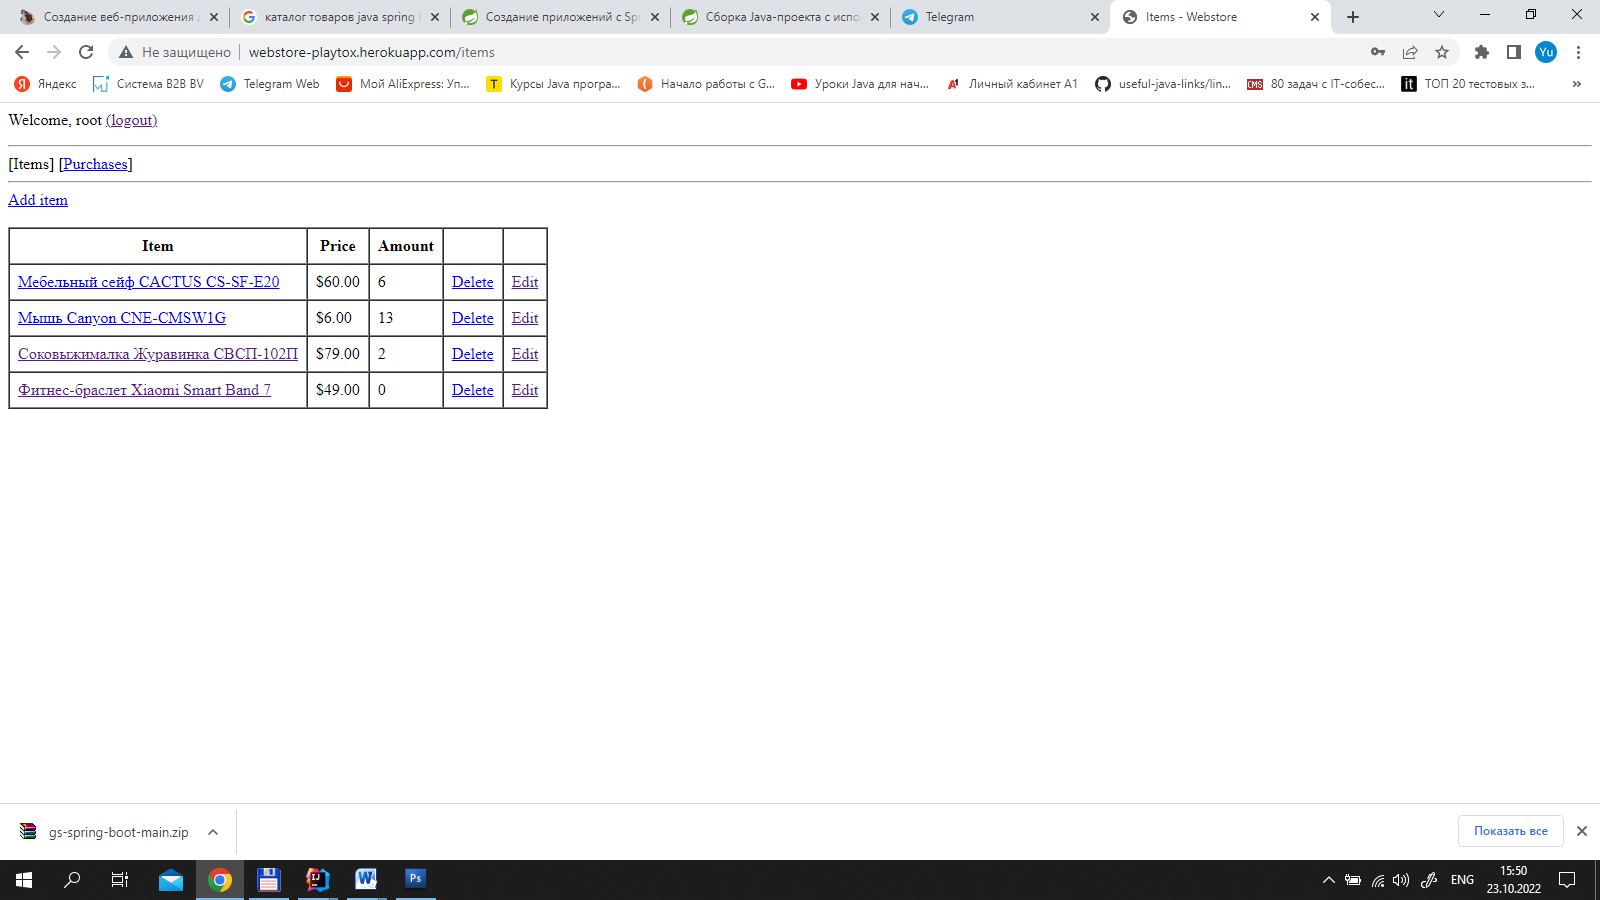 Создание веб-приложения
каталог товаров java spring
Создание приложений с Spr
Сборка Java-проекта с испо
Telegram
Items - Webstore
Не защищено
webstore-playtox.herokuapp.com/items
Yu
Яндекс
Система B2B BV
Telegram Web
Мой AliExpress: Уп...
Курсы Java програ...
Начало работы с G...
Уроки Java для нач...
Личный кабинет A1
useful-java-links/lin...
80 задач с IT-собес...
ТОП 20 тестовых з...
»
Welcome, root (logout)
[Items] [Purchases]
Add item
Item Price Amount
Мебельный сейф CACTUS CS-SF-E20 $60.00 6 Delete Edit
Мышь Canyon CNE-CMSW1G $6.00 13 Delete Edit
Соковыжималка Журавинка СВСП-102П $79.00 2 Delete Edit
Фитнес-браслет Xiaomi Smart Band 7 $49.00 0 Delete Edit
gs-spring-boot-main.zip
Показать все
ENG
15:50
23.10.2022